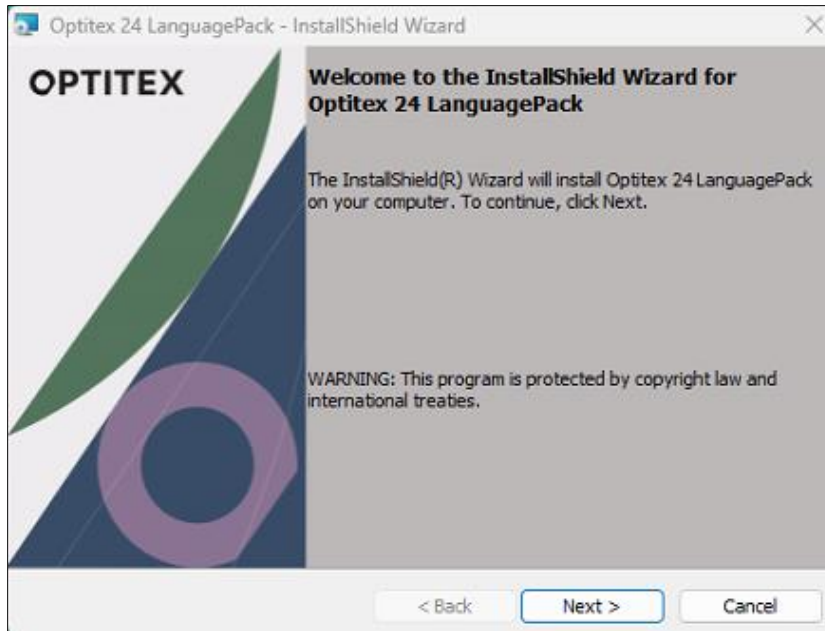 Optitex 24 LanguagePack - InstallShield Wizard
OPTITEX
Welcome to the InstallShield Wizard for
Optitex 24 LanguagePack
The InstallShield(R) Wizard will install Optitex 24 LanguagePack
on your computer. To continue, click Next.
WARNING: This program is protected by copyright law and
international treaties.
< Back Next > Cancel